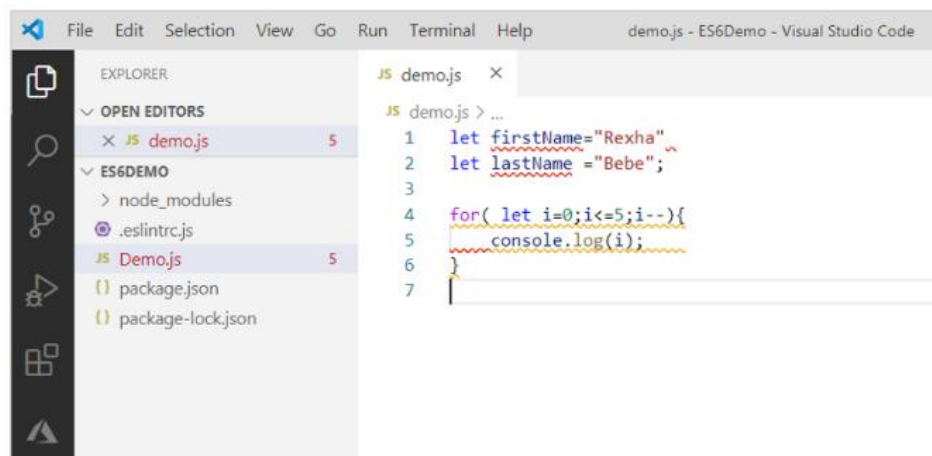 File Edit Selection View Go Run Terminal Help demo.js - ES6Demo - Visual Studio Code
EXPLORER
OPEN EDITORS
JS demo.js 5
ES6DEMO
node_modules
.eslintrc.js
JS Demo.js 5
{} package.json
{} package-lock.json
JS demo.js
JS demo.js > ...
1 let firstName="Rexha"
2 let lastName ="Bebe";
3
4 for( let i=0;i<=5;i--){
5 console.log(i);
6 }
7